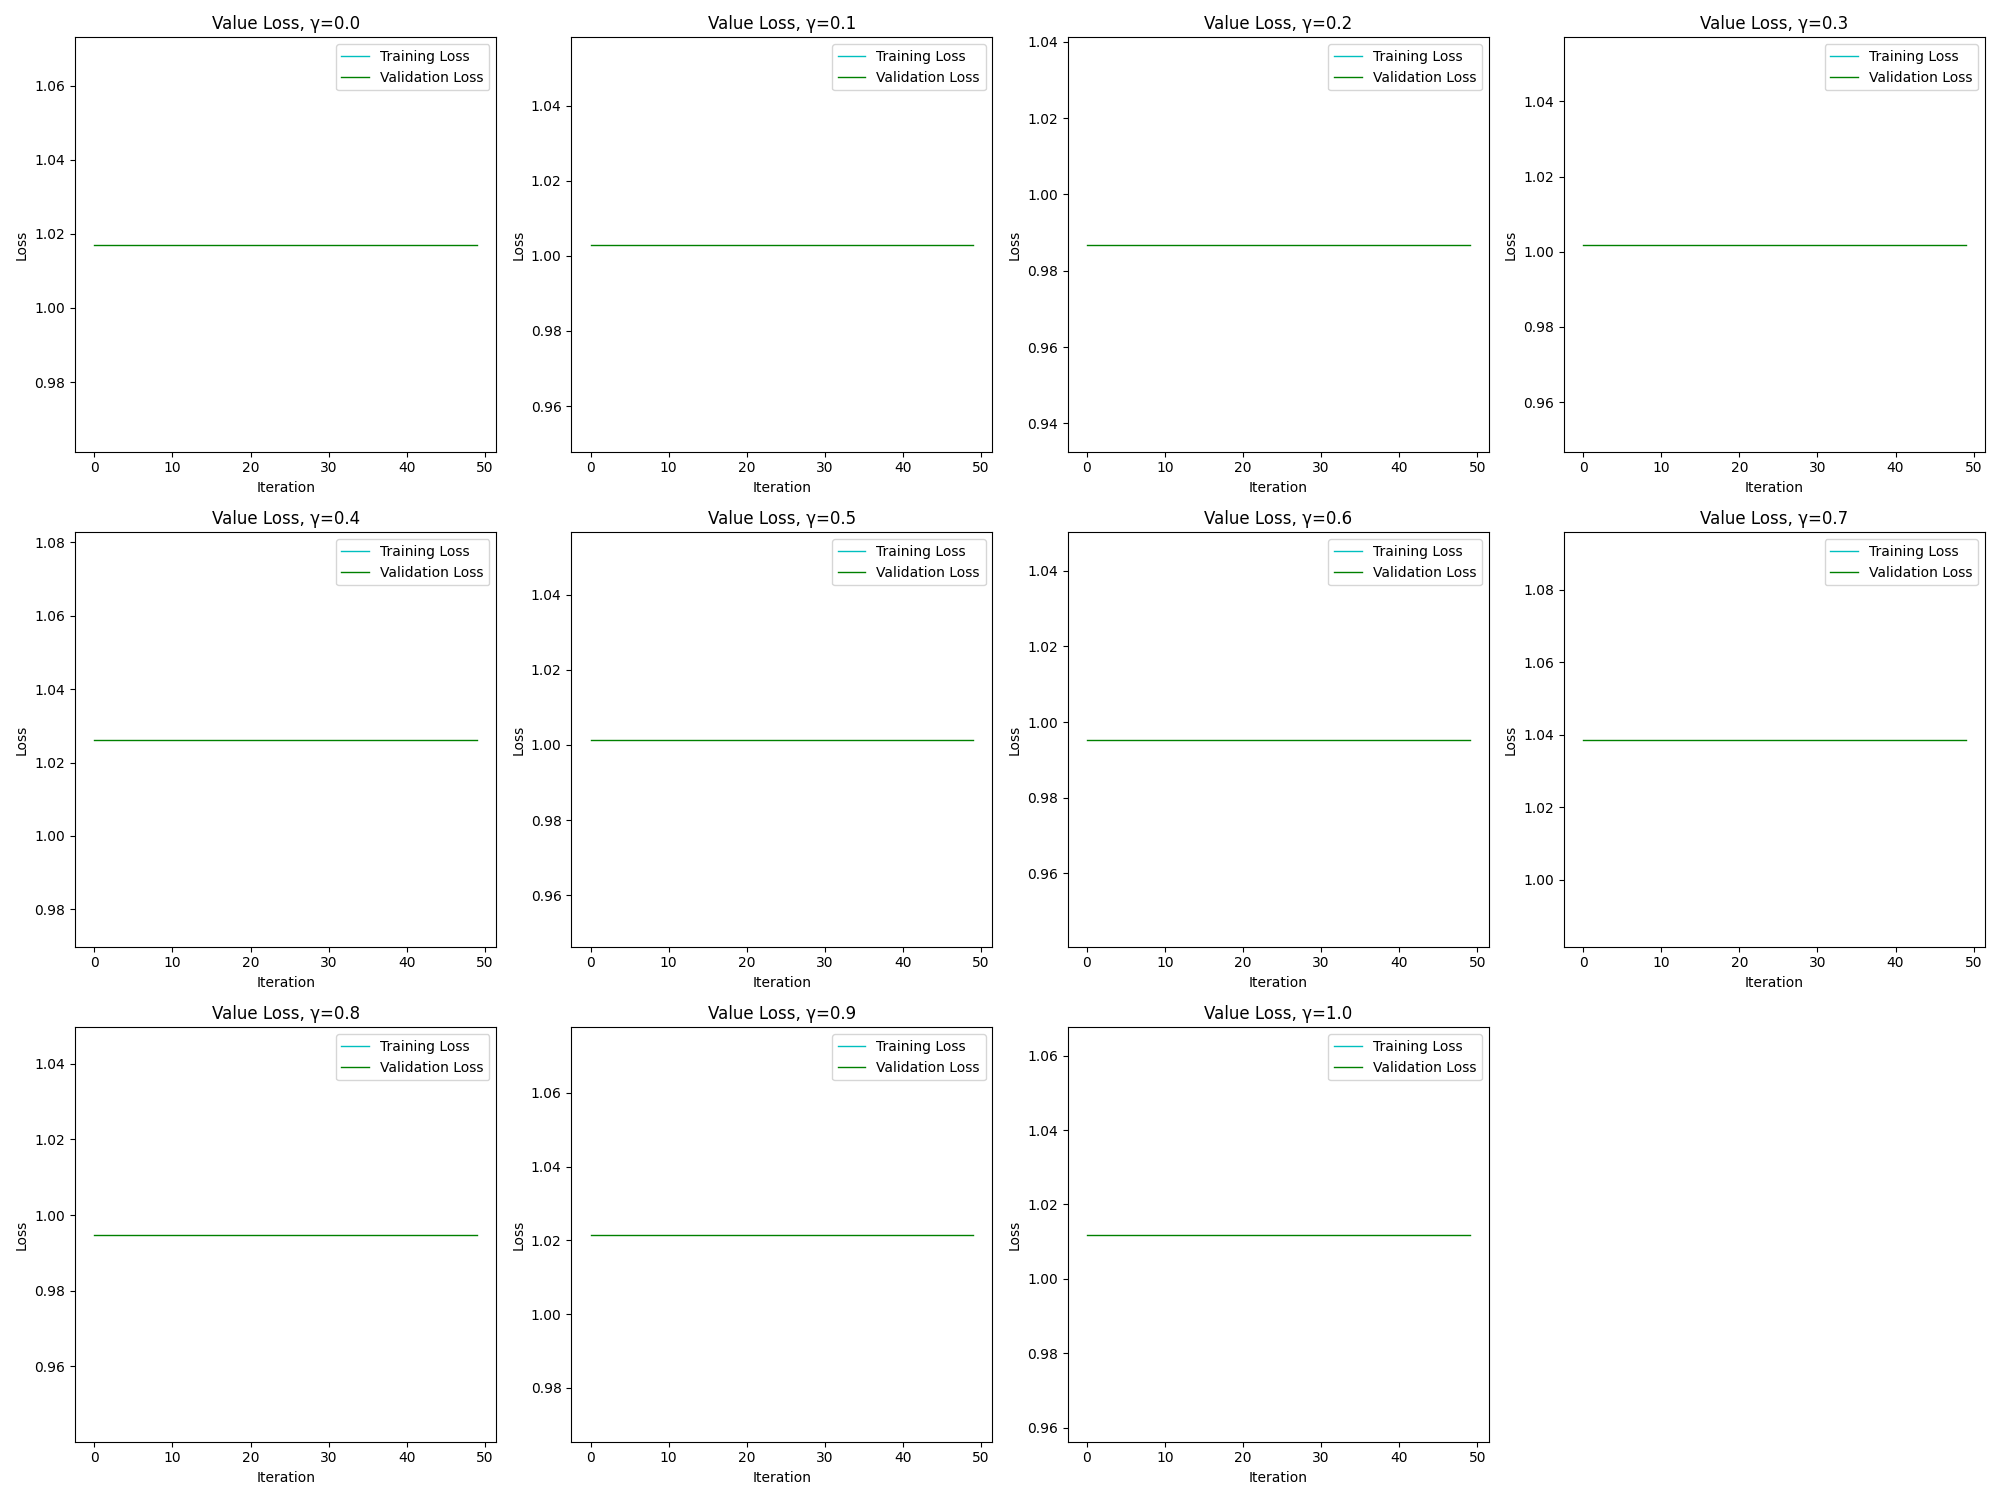 Value Loss, γ=0.0
Training Loss
Validation Loss
1.06
1.04
1.02
1.00
0.98
Loss
0 10 20 30 40 50
Iteration
Value Loss, γ=0.1
Training Loss
Validation Loss
1.04
1.02
1.00
0.98
0.96
Loss
0 10 20 30 40 50
Iteration
Value Loss, γ=0.2
Training Loss
Validation Loss
1.04
1.02
1.00
0.98
0.96
0.94
Loss
0 10 20 30 40 50
Iteration
Value Loss, γ=0.3
Training Loss
Validation Loss
1.04
1.02
1.00
0.98
0.96
Loss
0 10 20 30 40 50
Iteration
Value Loss, γ=0.4
Training Loss
Validation Loss
1.08
1.06
1.04
1.02
1.00
0.98
Loss
0 10 20 30 40 50
Iteration
Value Loss, γ=0.5
Training Loss
Validation Loss
1.04
1.02
1.00
0.98
0.96
Loss
0 10 20 30 40 50
Iteration
Value Loss, γ=0.6
Training Loss
Validation Loss
1.04
1.02
1.00
0.98
0.96
Loss
0 10 20 30 40 50
Iteration
Value Loss, γ=0.7
Training Loss
Validation Loss
1.08
1.06
1.04
1.02
1.00
Loss
0 10 20 30 40 50
Iteration
Value Loss, γ=0.8
Training Loss
Validation Loss
1.04
1.02
1.00
0.98
0.96
Loss
0 10 20 30 40 50
Iteration
Value Loss, γ=0.9
Training Loss
Validation Loss
1.06
1.04
1.02
1.00
0.98
Loss
0 10 20 30 40 50
Iteration
Value Loss, γ=1.0
Training Loss
Validation Loss
1.06
1.04
1.02
1.00
0.98
0.96
Loss
0 10 20 30 40 50
Iteration